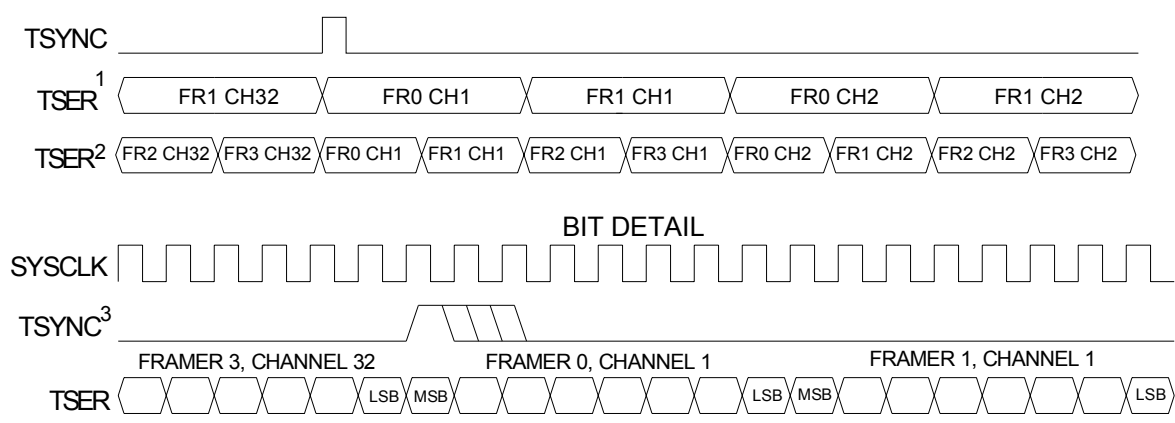 TSYNC
TSER1 FR1 CH32 FR0 CH1 FR1 CH1 FR0 CH2 FR1 CH2
TSER2 FR2 CH32 FR3 CH32 FR0 CH1 FR1 CH1 FR2 CH1 FR3 CH1 FR0 CH2 FR1 CH2 FR2 CH2 FR3 CH2
BIT DETAIL
SYSCLK
TSYNC3
FRAMER 3, CHANNEL 32 FRAMER 0, CHANNEL 1 FRAMER 1, CHANNEL 1
TSER LSB MSB LSB MSB LSB